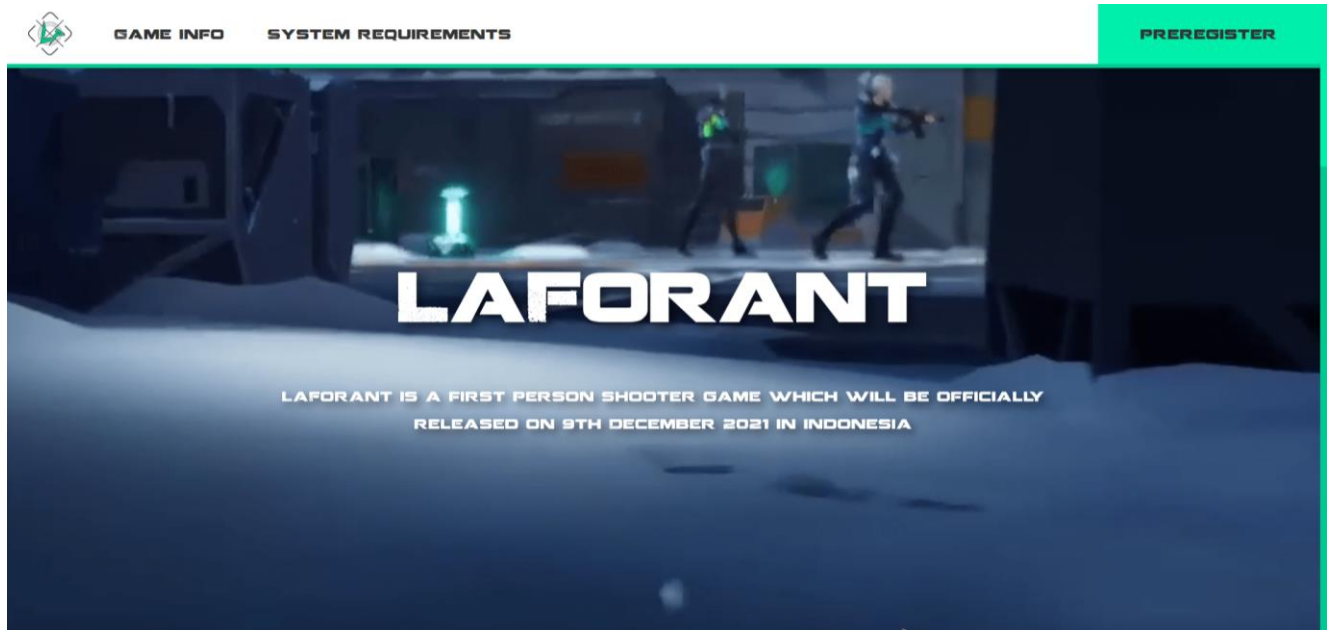 GAME INFO
SYSTEM REQUIREMENTS
PREREGISTER
LAFORANT
LAFORANT IS A FIRST PERSON SHOOTER GAME WHICH WILL BE OFFICIALLY
RELEASED ON 9TH DECEMBER 2021 IN INDONESIA